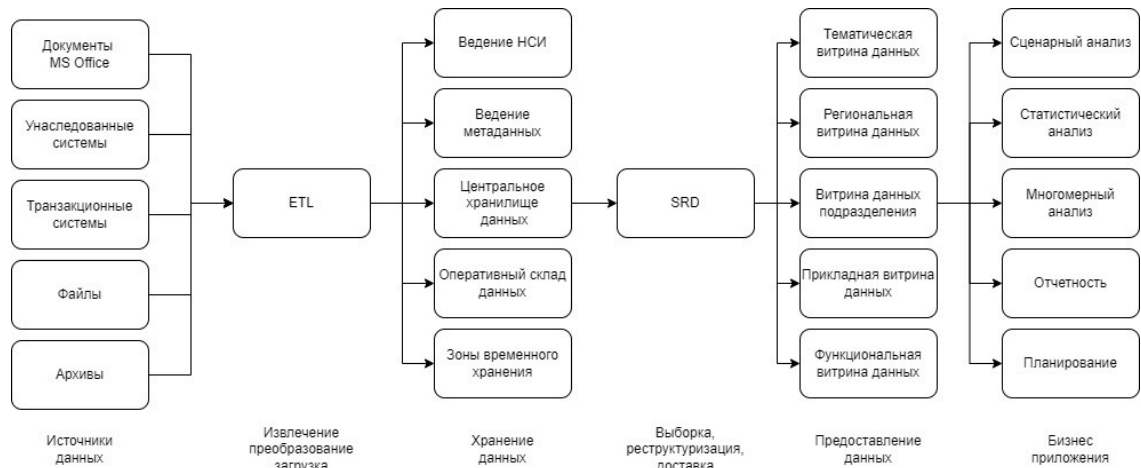 Документы
MS Office
Унаследованные
системы
Транзакционные
системы
Файлы
Архивы
ETL
Ведение НСИ
Ведение
метаданных
Центральное
хранилище
данных
Оперативный склад
данных
Зоны временного
хранения
SRD
Тематическая
витрина данных
Региональная
витрина данных
Витрина данных
подразделения
Прикладная витрина
данных
Функциональная
витрина данных
Сценарный анализ
Статистический
анализ
Многомерный
анализ
Отчетность
Планирование
Источники
данных
Извлечение
преобразование
загрузка
Хранение
данных
Выборка,
реструктуризация,
доставка
Предоставление
данных
Бизнес
приложения